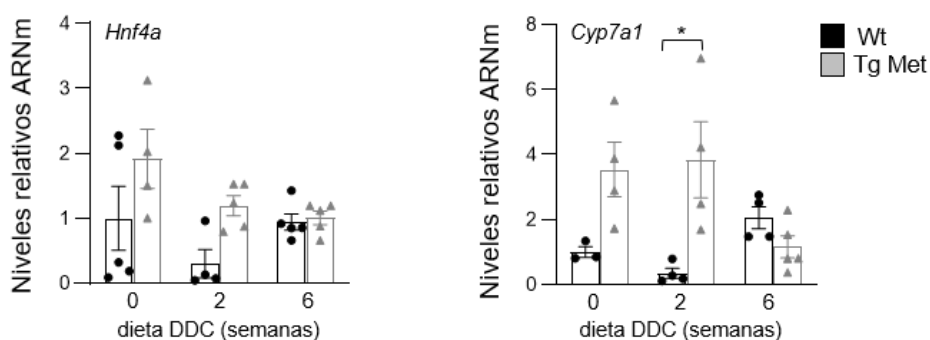 Hnf4a
Niveles relativos ARNm
4
3
2
1
0
0 2 6
dieta DDC (semanas)
Cyp7a1
Niveles relativos ARNm
8
6
4
2
0
*
0 2 6
dieta DDC (semanas)
Wt
Tg Met